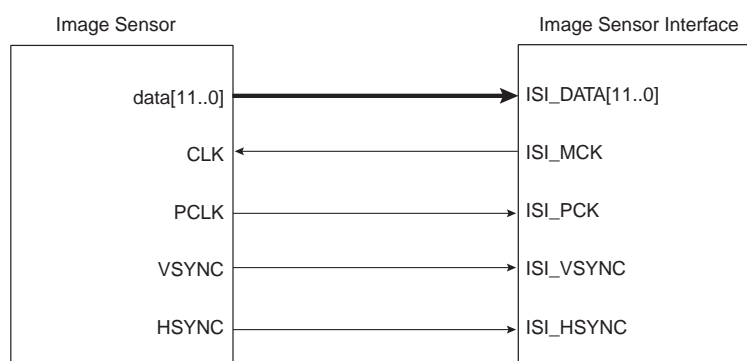 Image Sensor
Image Sensor Interface
data[11..0]
ISI_DATA[11..0]
CLK
ISI_MCK
PCLK
ISI_PCK
VSYNC
ISI_VSYNC
HSYNC
ISI_HSYNC